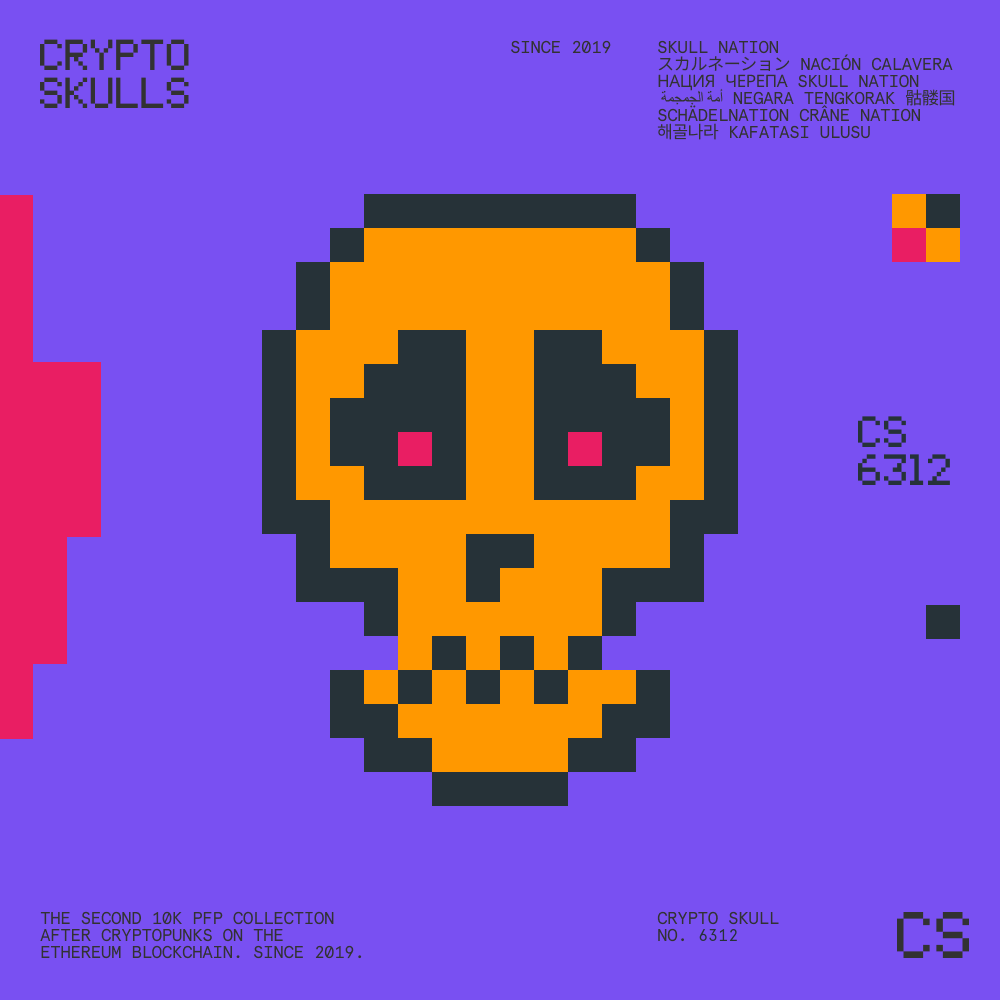 CRYPTO
SKULLS
SINCE 2019
SKULL NATION
スカルネーション NACIÓN CALAVERA
НАЦИЯ ЧЕРЕПА SKULL NATION
أمة الجمجمة NEGARA TENGKORAK 骷髅国
SCHÄDELNATION CRÂNE NATION
해골나라 KAFATASI ULUSU
CS
6312
THE SECOND 10K PFP COLLECTION
AFTER CRYPTOPUNKS ON THE
ETHEREUM BLOCKCHAIN. SINCE 2019.
CRYPTO SKULL
NO. 6312
CS